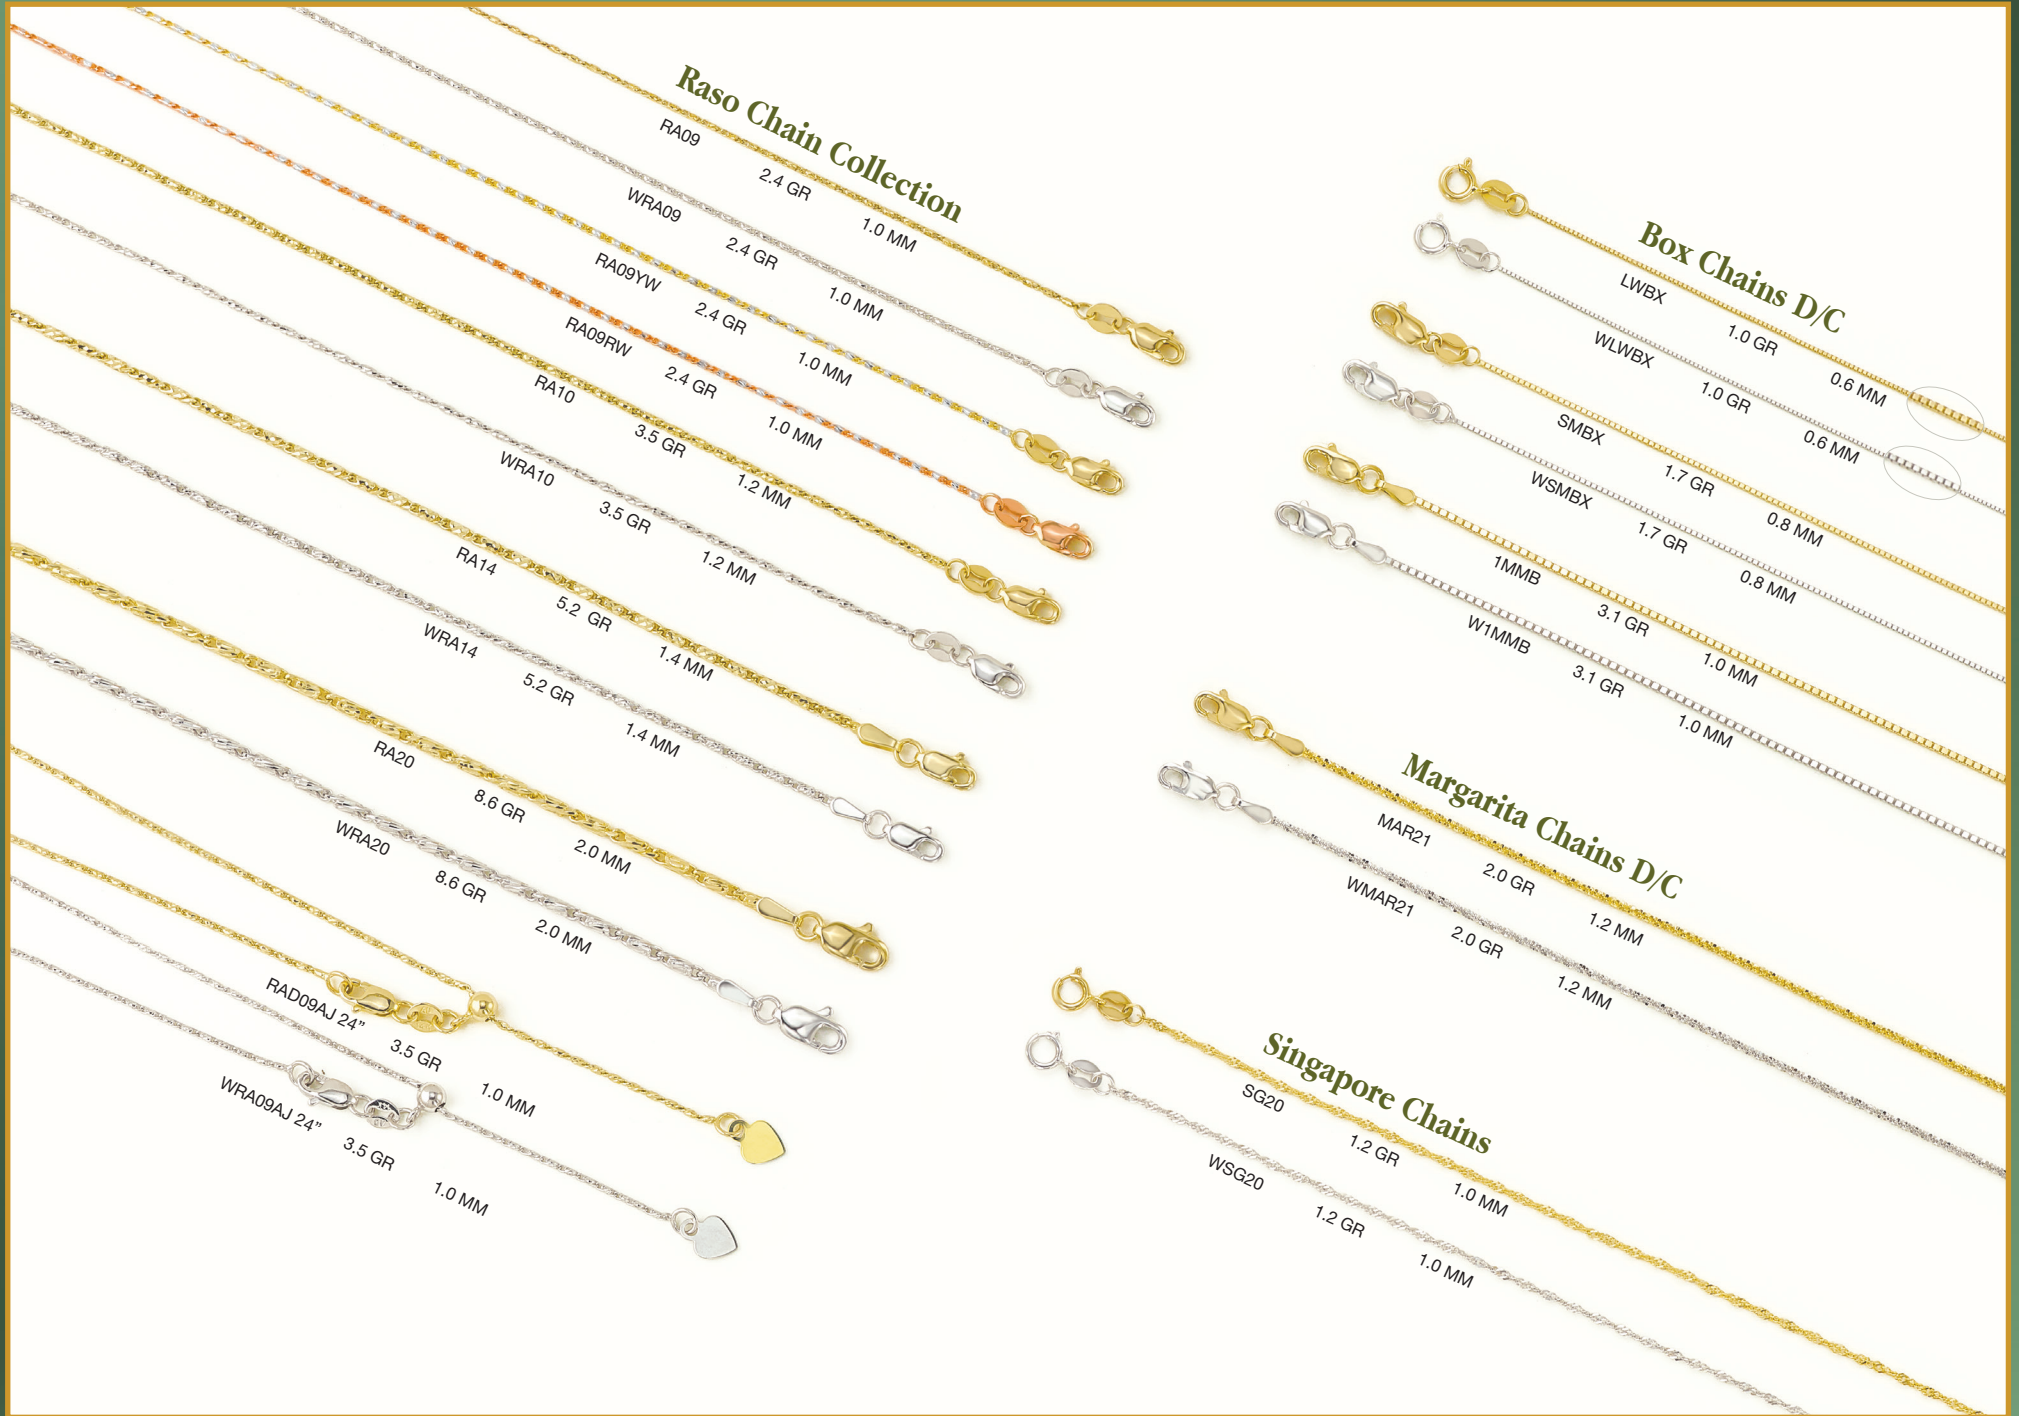 Raso Chain Collection
RA09 2.4 GR 1.0 MM
WRA09 2.4 GR 1.0 MM
RA09YW 2.4 GR 1.0 MM
RA09RW 2.4 GR 1.0 MM
RA10 3.5 GR 1.2 MM
WRA10 3.5 GR 1.2 MM
RA14 5.2 GR 1.4 MM
WRA14 5.2 GR 1.4 MM
RA20 8.6 GR 2.0 MM
WRA20 8.6 GR 2.0 MM
RAD09AJ 24” 3.5 GR 1.0 MM
WRA09AJ 24” 3.5 GR 1.0 MM
Box Chains D/C
LWBX 1.0 GR 0.6 MM
WLWBX 1.0 GR 0.6 MM
SMBX 1.7 GR 0.8 MM
WSMBX 1.7 GR 0.8 MM
1MMB 3.1 GR 1.0 MM
W1MMB 3.1 GR 1.0 MM
Margarita Chains D/C
MAR21 2.0 GR 1.2 MM
WMAR21 2.0 GR 1.2 MM
Singapore Chains
SG20 1.2 GR 1.0 MM
WSG20 1.2 GR 1.0 MM